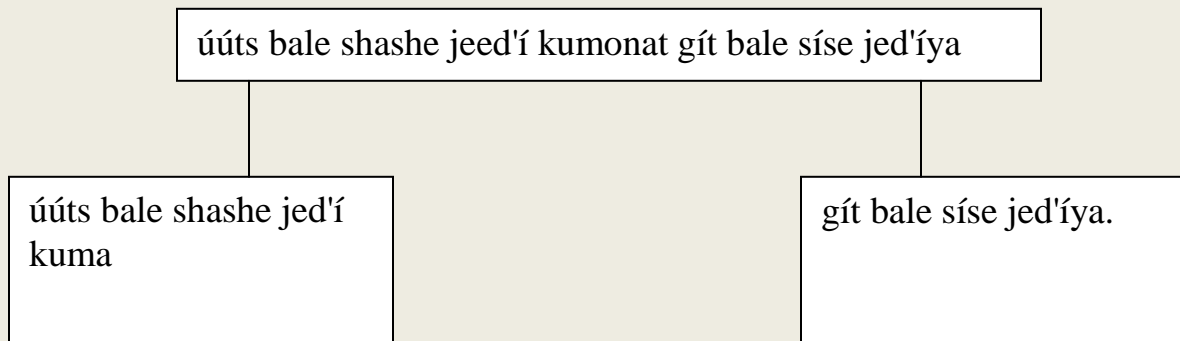 úúts bale shashe jeed'í kumonat gít bale síse jed'íya
úúts bale shashe jed'í
kuma
gít bale síse jed'íya.